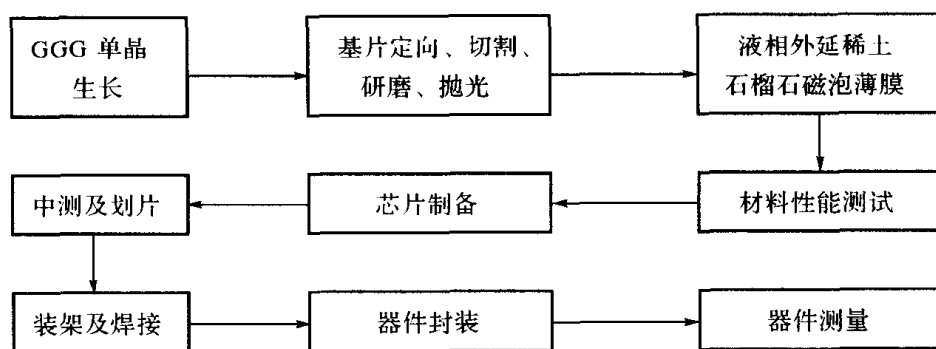 GGG 单晶
生长
基片定向、切割、
研磨、抛光
液相外延稀土
石榴石磁泡薄膜
中测及划片
芯片制备
材料性能测试
装架及焊接
器件封装
器件测量